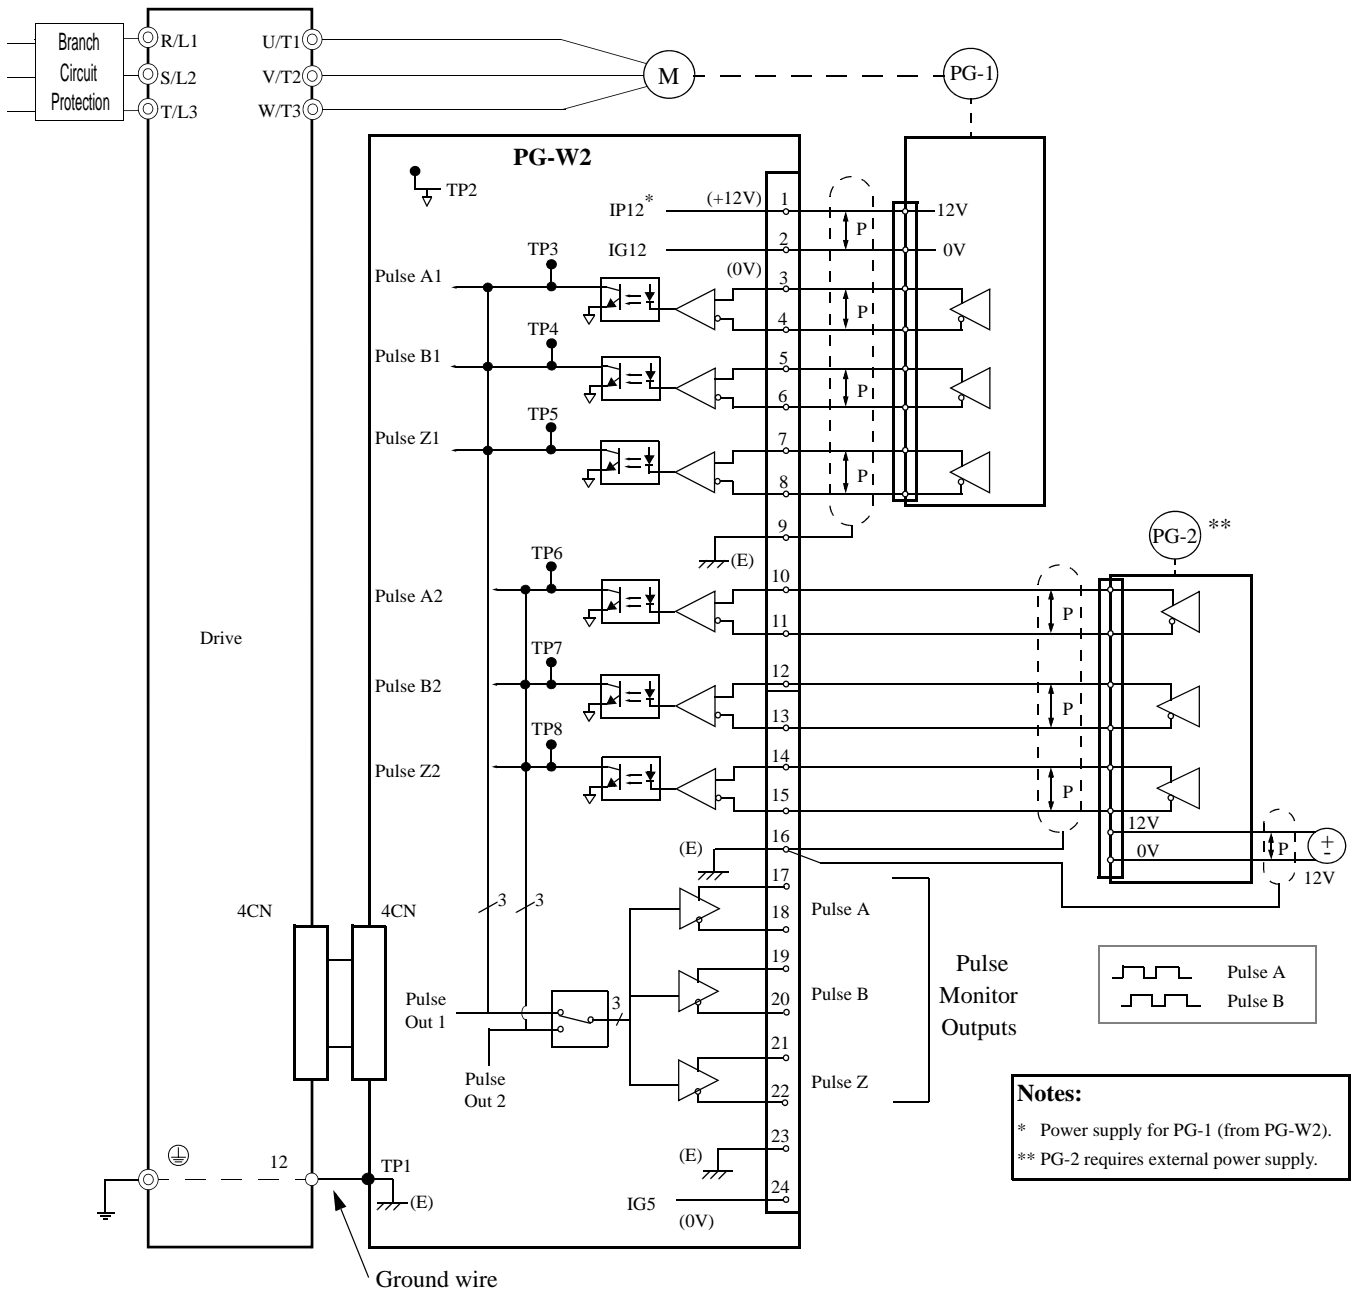 Branch
Circuit
Protection
R/L1
S/L2
T/L3
U/T1
V/T2
W/T3
M
PG-1
PG-W2
TP2
IP12* (+12V) 1 P 12V
IG12 2 0V
(0V)
TP3
Pulse A1
3
4
P
TP4
Pulse B1
5
6
P
TP5
Pulse Z1
7
8
P
9
(E)
PG-2 **
TP6
Pulse A2
10
11
P
Drive
TP7
Pulse B2
12
13
P
TP8
Pulse Z2
14
15
P
12V
0V
P
+
-
12V
16
(E)
17
18
Pulse A
3
3
4CN
4CN
19
20
Pulse B
Pulse
Monitor
Outputs
Pulse A
Pulse B
Pulse
Out 1
3
Pulse
Out 2
21
22
Pulse Z
23
(E)
24
IG5
(0V)
12
TP1
(E)
Ground wire
Notes:
* Power supply for PG-1 (from PG-W2).
** PG-2 requires external power supply.